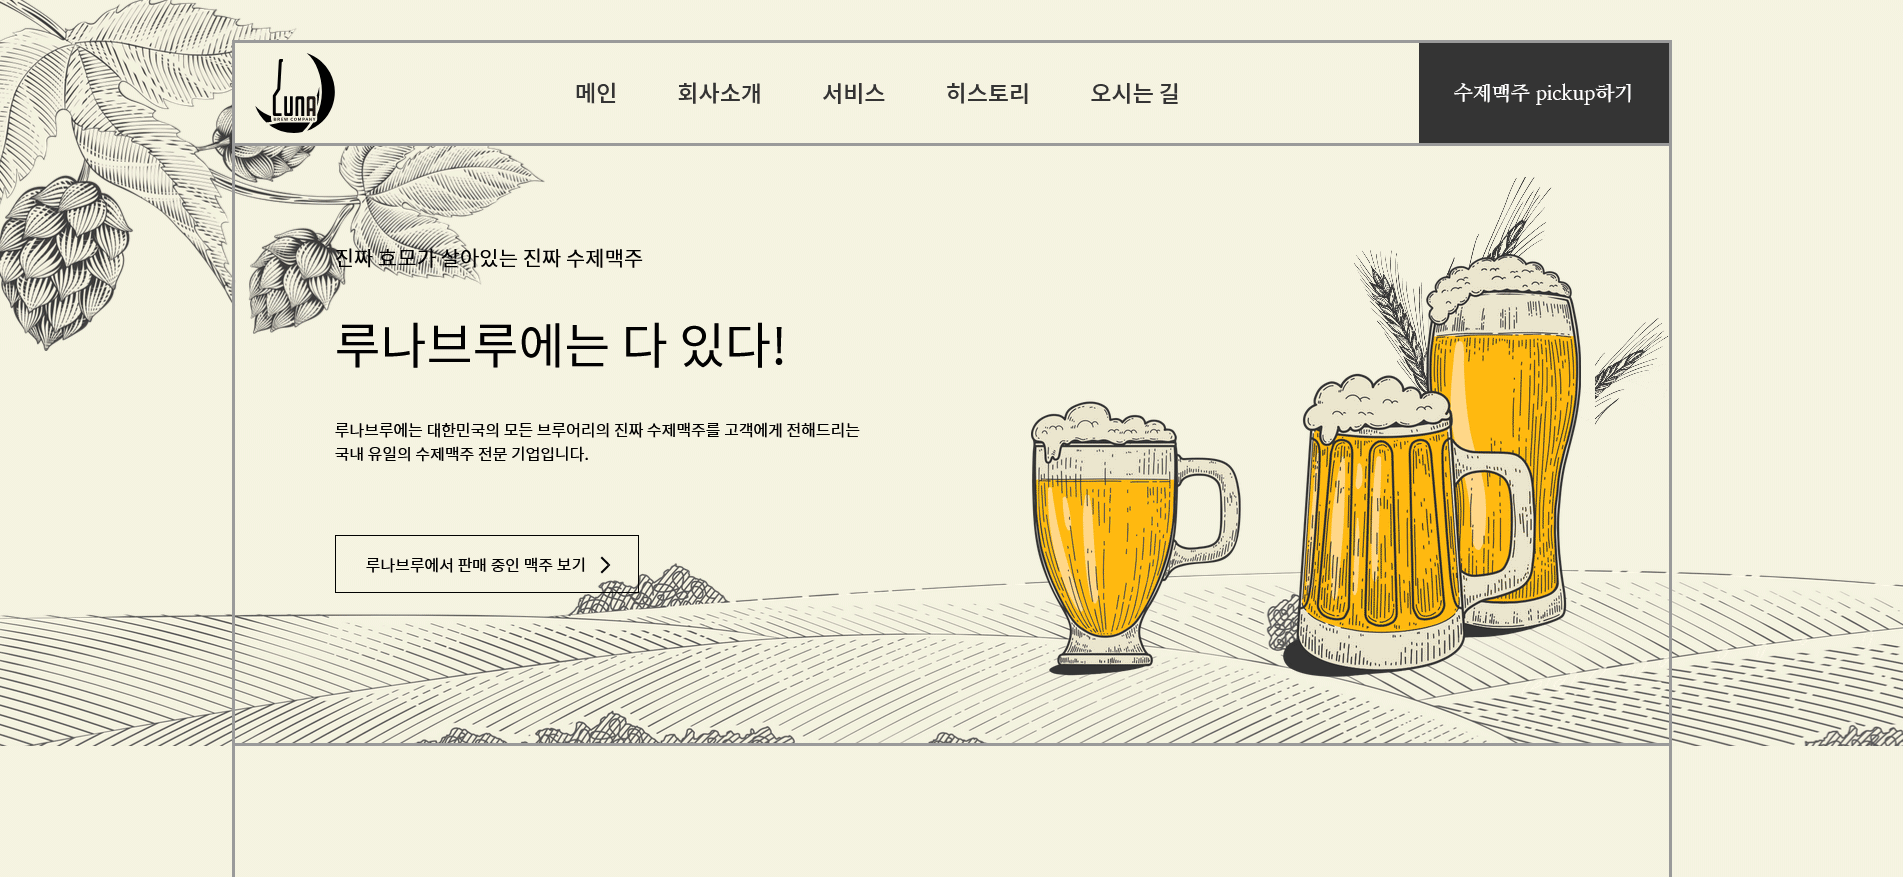 LUNA
BREW COMPANY
메인
회사소개
서비스
히스토리
오시는 길
수제맥주 pickup하기
진짜 효모가 살아있는 진짜 수제맥주
루나브루에는 다 있다!
루나브루에는 대한민국의 모든 브루어리의 진짜 수제맥주를 고객에게 전해드리는
국내 유일의 수제맥주 전문 기업입니다.
루나브루에서 판매 중인 맥주 보기